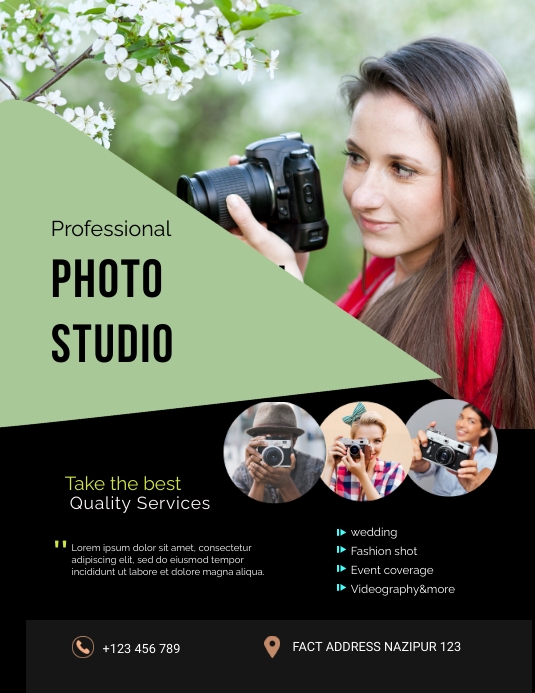 Professional
PHOTO
STUDIO
Take the best
Quality Services
" Lorem ipsum dolor sit amet, consectetur
adipiscing elit, sed do eiusmod tempor
incididunt ut labore et dolore magna aliqua.
wedding
Fashion shot
Event coverage
Videography&more
+123 456 789
FACT ADDRESS NAZIPUR 123